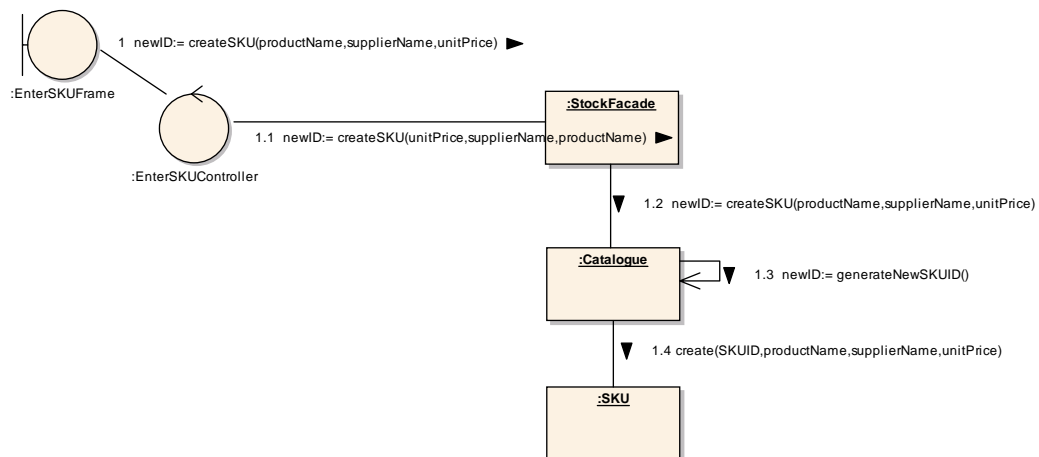 1 newID:= createSKU(productName,supplierName,unitPrice)
:EnterSKUFrame
:StockFacade
1.1 newID:= createSKU(unitPrice,supplierName,productName)
:EnterSKUController
1.2 newID:= createSKU(productName,supplierName,unitPrice)
:Catalogue
1.3 newID:= generateNewSKUID()
1.4 create(SKUID,productName,supplierName,unitPrice)
:SKU